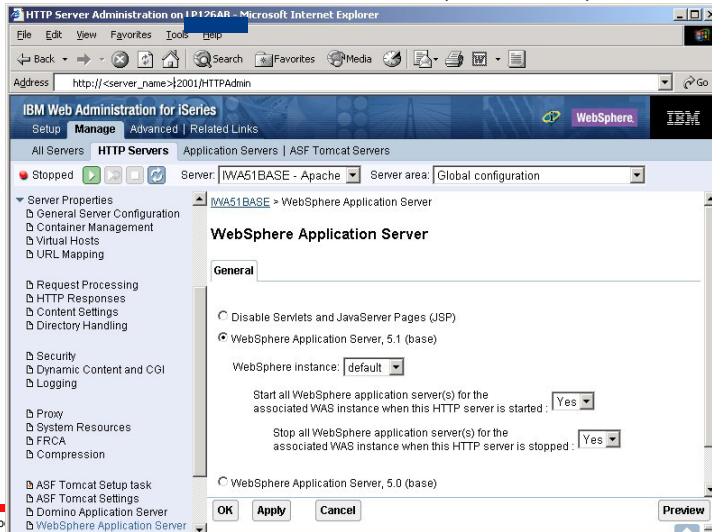 HTTP Server Administration on LP126AB - Microsoft Internet Explorer
File Edit View Favorites Tools Help
Back Search Favorites Media
Address http://<server_name>:2001/HTTPAdmin Go
IBM Web Administration for iSeries
Setup Manage Advanced | Related Links
WebSphere. IBM
All Servers HTTP Servers Application Servers | ASF Tomcat Servers
Stopped Server: IWA51BASE - Apache Server area: Global configuration
Server Properties
General Server Configuration
Container Management
Virtual Hosts
URL Mapping
Request Processing
HTTP Responses
Content Settings
Directory Handling
Security
Dynamic Content and CGI
Logging
Proxy
System Resources
FRCA
Compression
ASF Tomcat Setup task
ASF Tomcat Settings
Domino Application Server
WebSphere Application Server
IWA51BASE > WebSphere Application Server
WebSphere Application Server
General
Disable Servlets and JavaServer Pages (JSP)
WebSphere Application Server, 5.1 (base)
WebSphere instance: default
Start all WebSphere application server(s) for the
associated WAS instance when this HTTP server is started : Yes
Stop all WebSphere application server(s) for the
associated WAS instance when this HTTP server is stopped : Yes
WebSphere Application Server, 5.0 (base)
OK Apply Cancel Preview